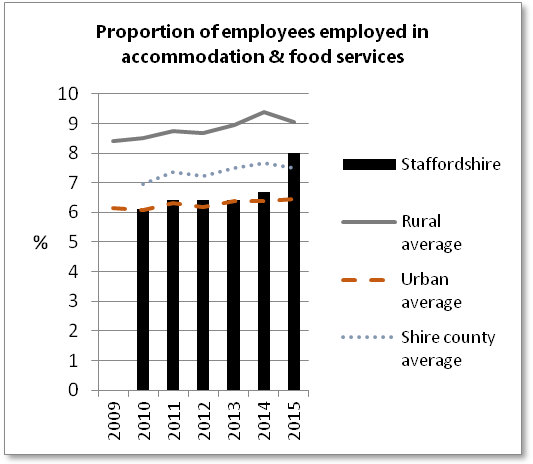 Proportion of employees employed in
accommodation & food services
10
9
8
7
6
5
4
3
2
1
0
%
2009
2010
2011
2012
2013
2014
2015
Staffordshire
Rural
average
Urban
average
Shire county
average